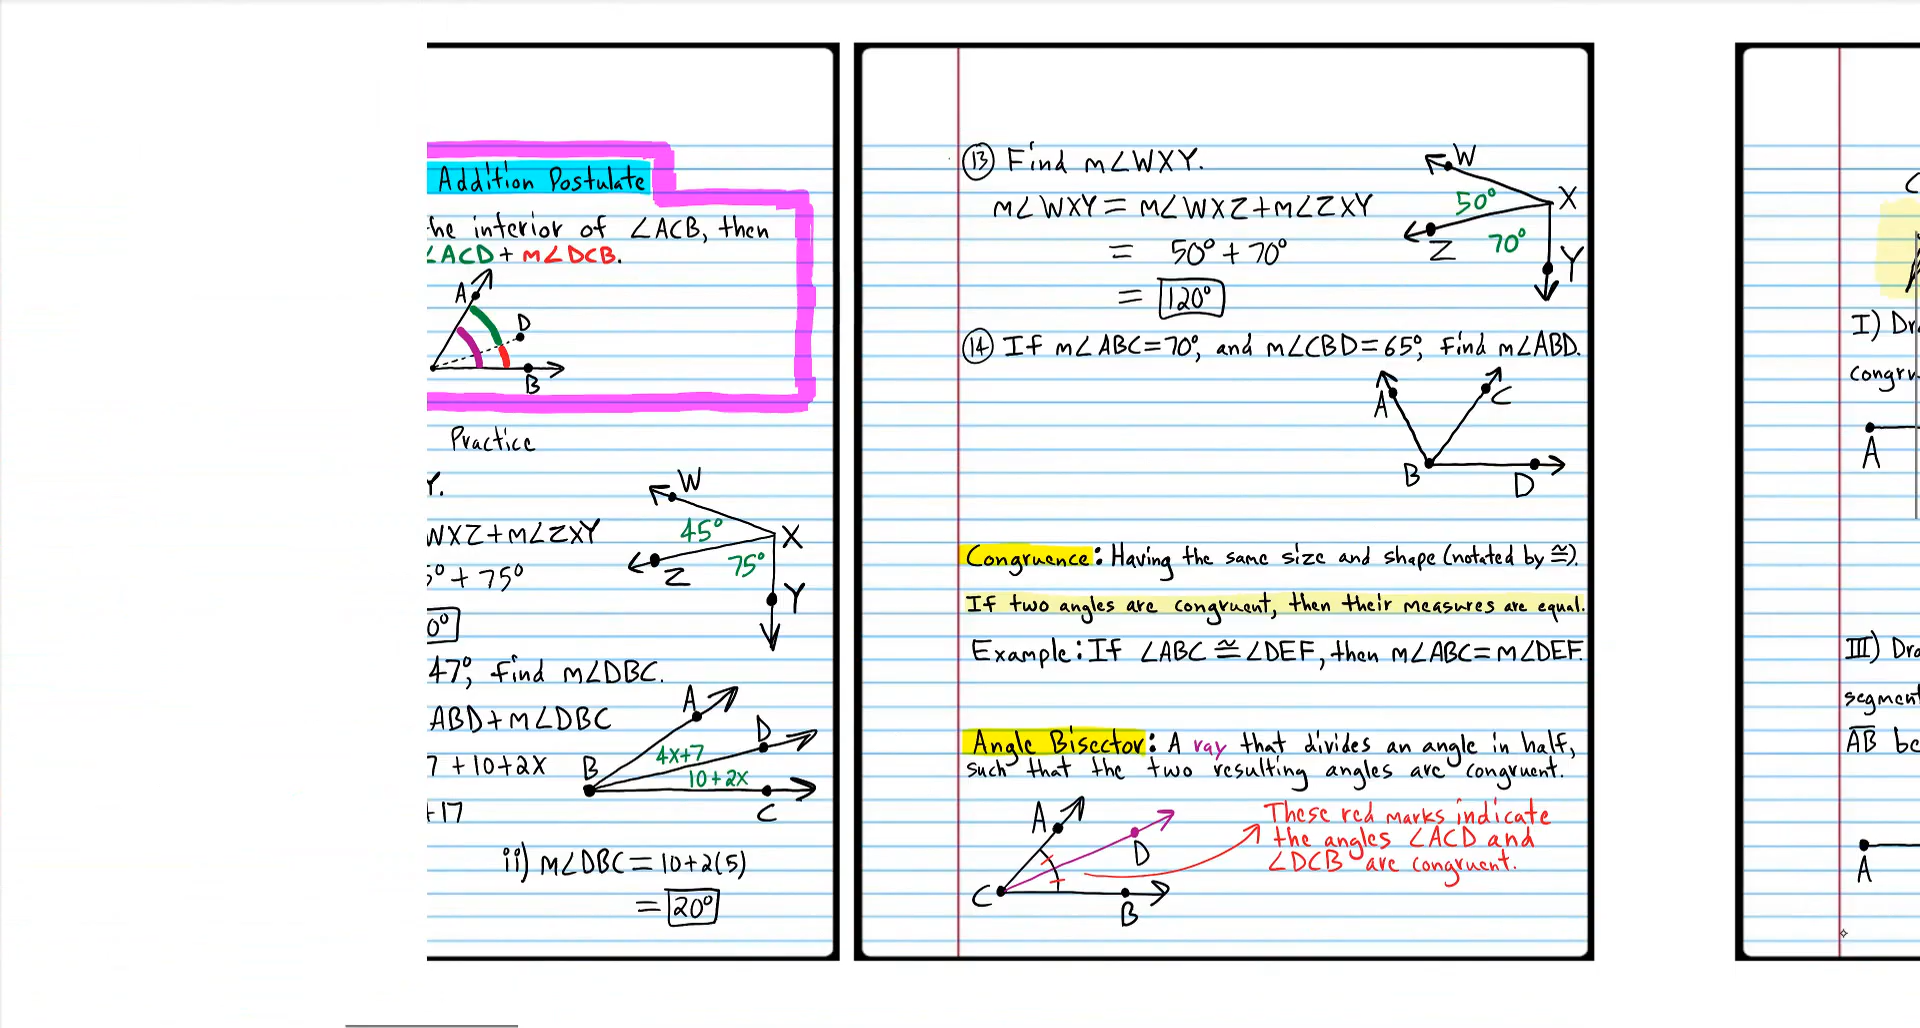 Addition Postulate
he interior of ∠ACB, then
∠ACD + m∠DCB.
A
D
B
Practice
Y.
W
WXZ+m∠ZXY
45°
X
75°
Z
5° + 75°
Y
0°
47°, find m∠DBC.
A
ABD+m∠DBC
D
4x+7
7 +10+2x
B
10+2x
C
+17
ii) m∠DBC = 10+2(5)
= 20°
13 Find m∠WXY.
W
m∠WXY = m∠WXZ+m∠ZXY
50°
X
Z
70°
= 50° + 70°
Y
= 120°
14 If m∠ABC=70°, and m∠CBD=65°, find m∠ABD.
A
C
B
D
Congruence: Having the same size and shape (notated by ≅).
If two angles are congruent, then their measures are equal.
Example: If ∠ABC ≅ ∠DEF, then m∠ABC= m∠DEF.
Angle Bisector: A ray that divides an angle in half,
such that the two resulting angles are congruent.
A
D
C
B
These red marks indicate
the angles ∠ACD and
∠DCB are congruent.
I) Dr
congru
A
III) Dra
segment
AB be
A